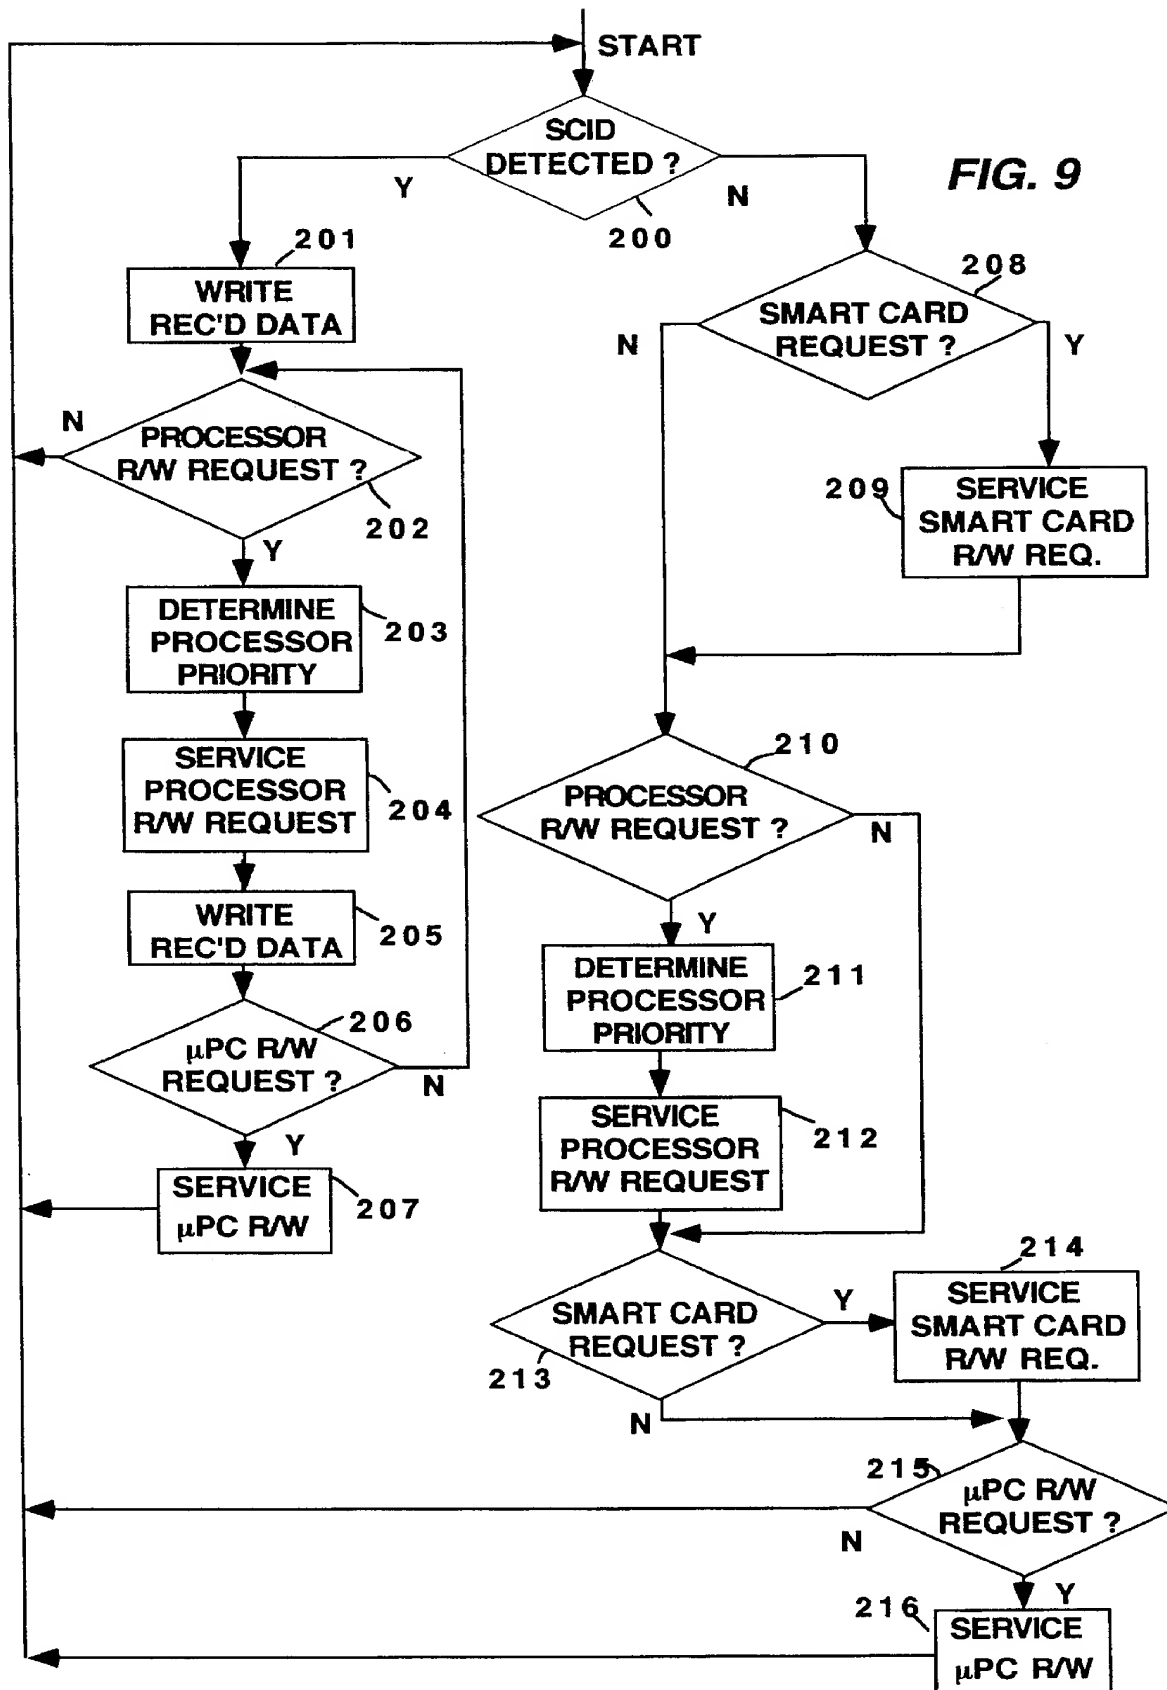 START
SCID
DETECTED ?
FIG. 9
Y
N
200
201
WRITE
REC'D DATA
208
SMART CARD
REQUEST ?
N
Y
N
PROCESSOR
R/W REQUEST ?
202
Y
209
SERVICE
SMART CARD
R/W REQ.
DETERMINE
PROCESSOR
PRIORITY
203
SERVICE
PROCESSOR
R/W REQUEST
204
210
PROCESSOR
R/W REQUEST ?
N
Y
WRITE
REC'D DATA
205
DETERMINE
PROCESSOR
PRIORITY
211
206
µPC R/W
REQUEST ?
N
Y
SERVICE
PROCESSOR
R/W REQUEST
212
SERVICE
µPC R/W
207
214
SMART CARD
REQUEST ?
Y
213
N
SERVICE
SMART CARD
R/W REQ.
215
µPC R/W
REQUEST ?
N
Y
216
SERVICE
µPC R/W